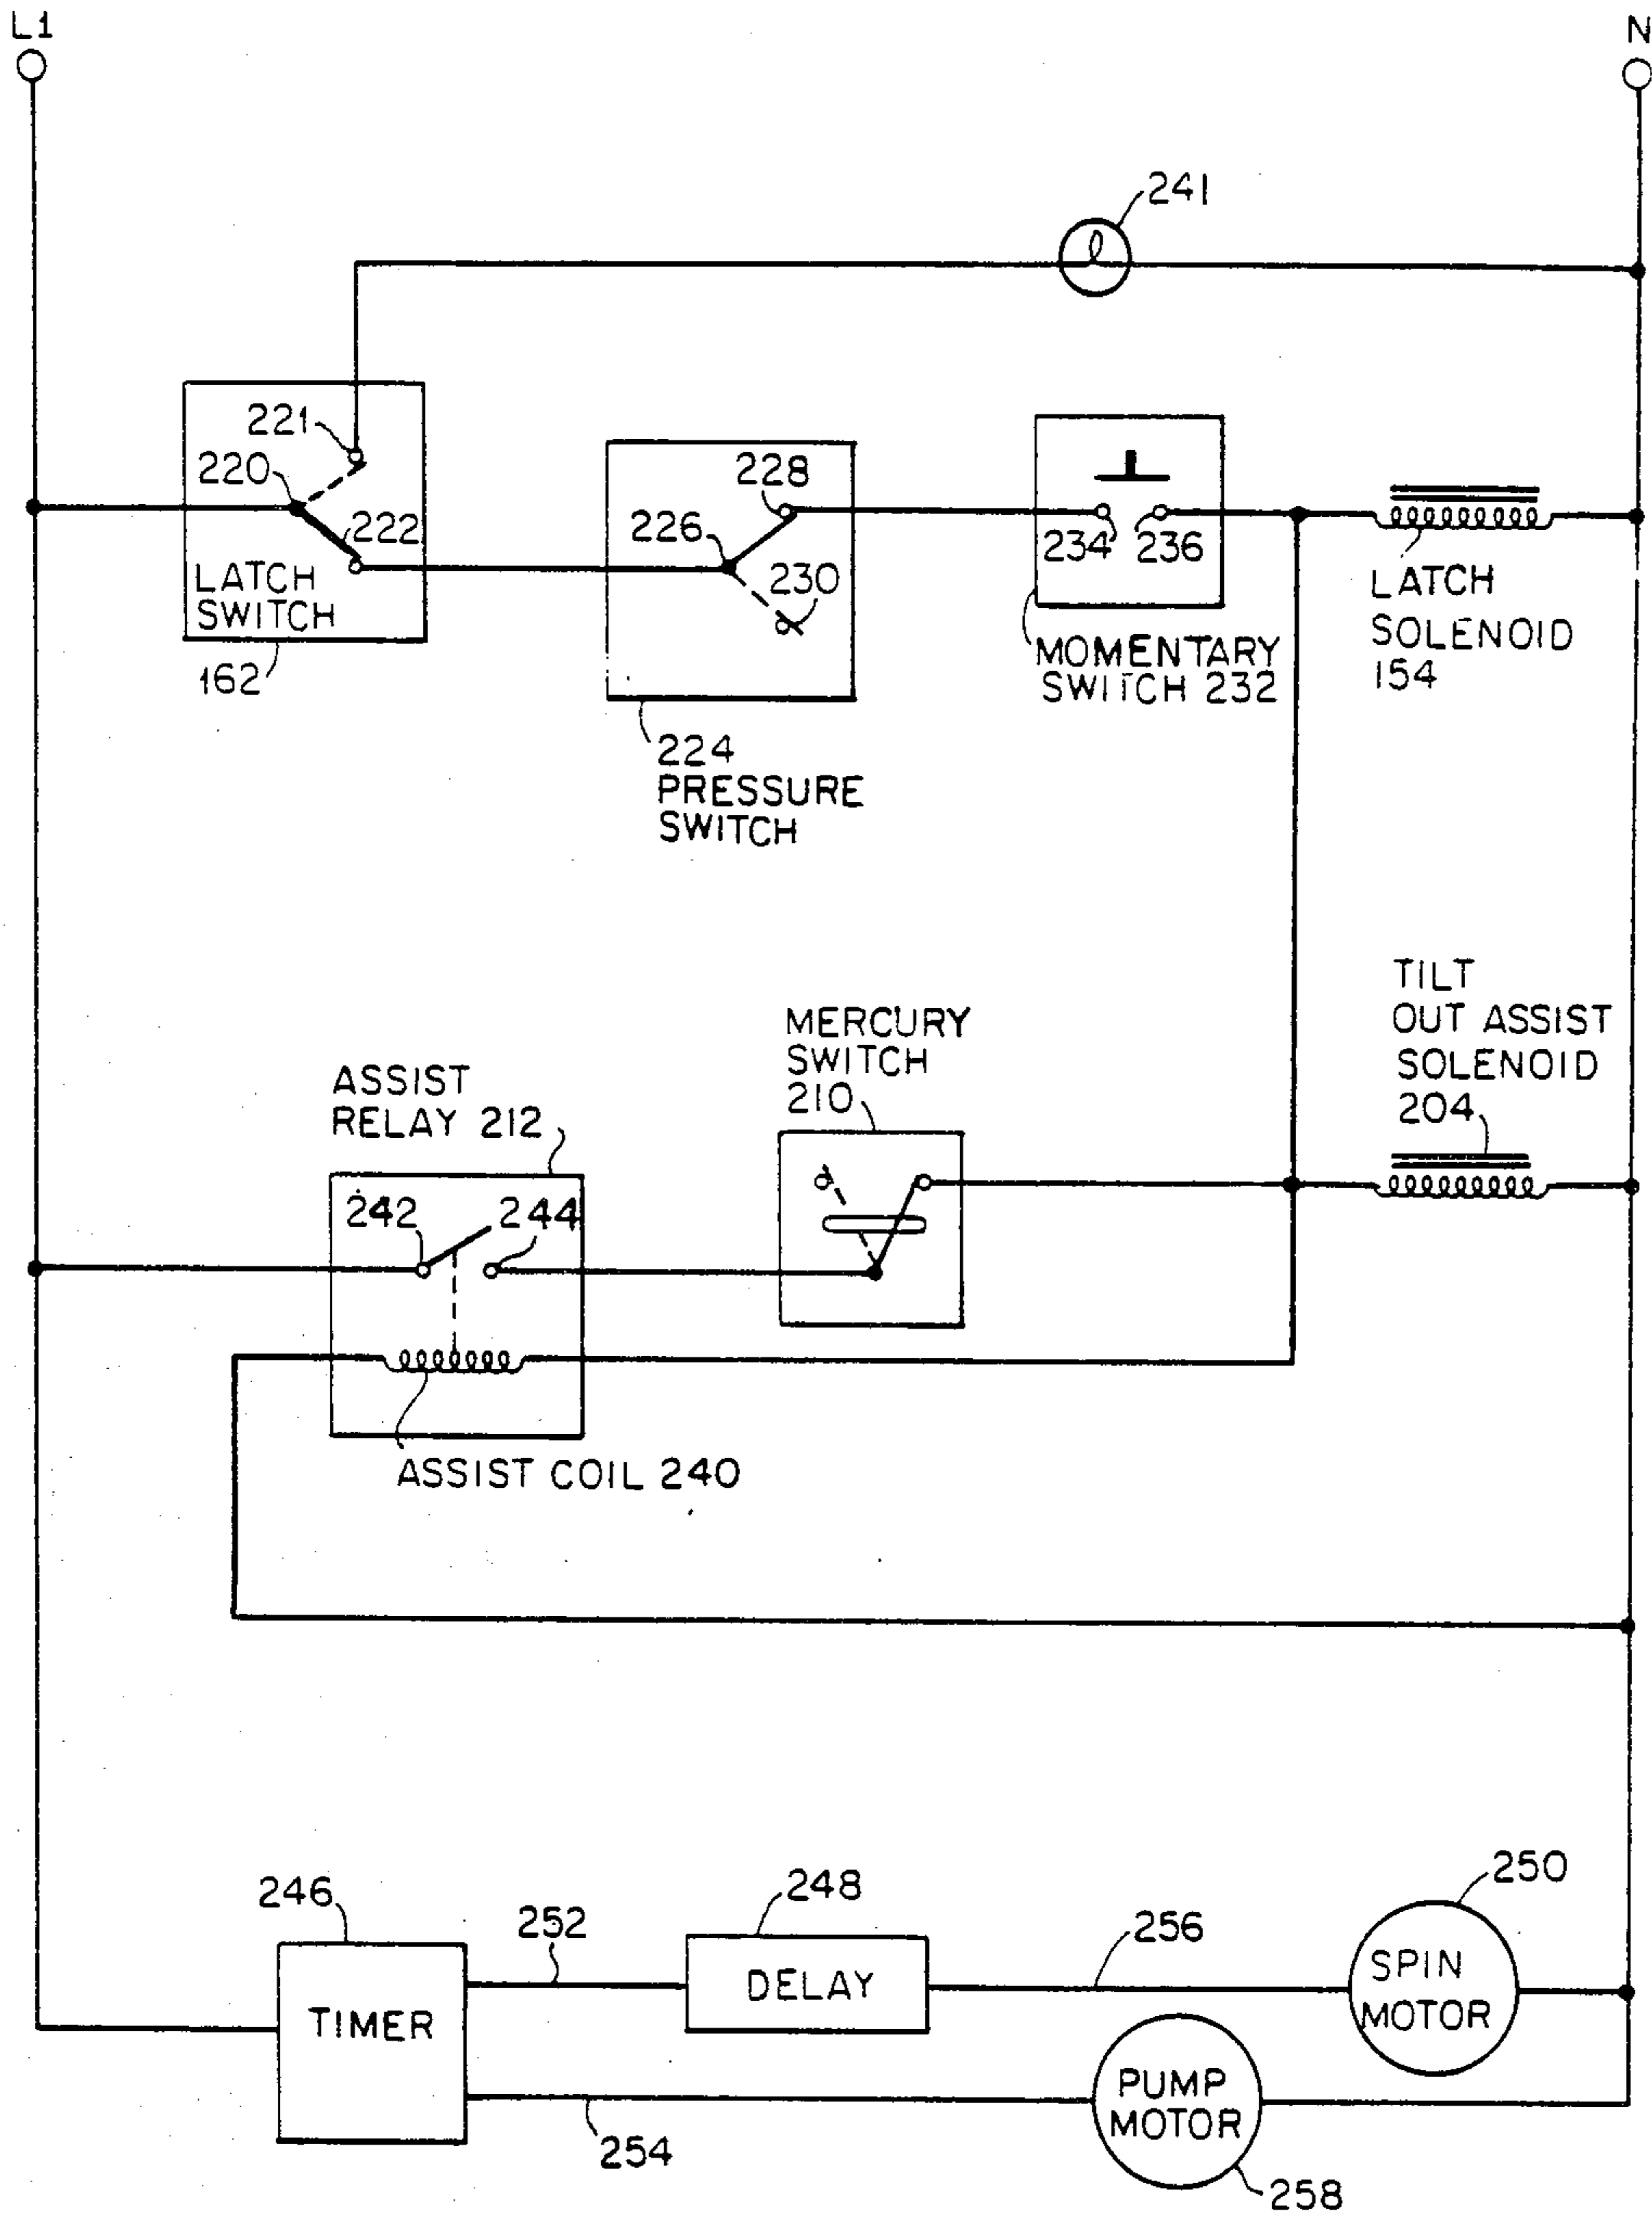 L1
N
241
221
220
222
LATCH
SWITCH
162
228
226
230
224
PRESSURE
SWITCH
234
236
MOMENTARY
SWITCH 232
LATCH
SOLENOID
154
TILT
OUT ASSIST
SOLENOID
204
MERCURY
SWITCH
210
ASSIST
RELAY 212
242
244
ASSIST COIL 240
246
TIMER
252
248
DELAY
256
250
SPIN
MOTOR
254
PUMP
MOTOR
258